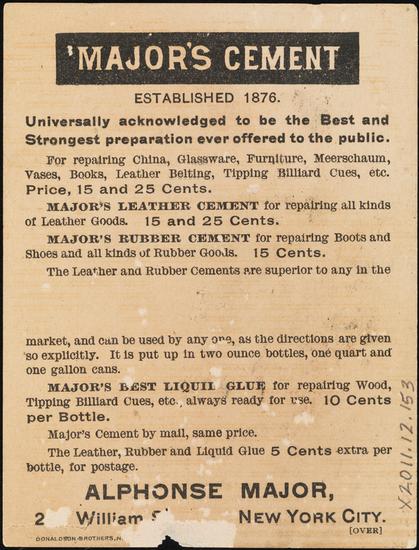 'MAJOR'S CEMENT
ESTABLISHED 1876.
Universally acknowledged to be the Best and
Strongest preparation ever offered to the public.
For repairing China, Glassware, Furniture, Meerschaum,
Vases, Books, Leather Belting, Tipping Billiard Cues, etc.
Price, 15 and 25 Cents.
MAJOR'S LEATHER CEMENT for repairing all kinds
of Leather Goods. 15 and 25 Cents.
MAJOR'S RUBBER CEMENT for repairing Boots and
Shoes and all kinds of Rubber Goods. 15 Cents.
The Leather and Rubber Cements are superior to any in the
market, and can be used by any one, as the directions are given
so explicitly. It is put up in two ounce bottles, one quart and
one gallon cans.
MAJOR'S BEST LIQUID GLUE for repairing Wood,
Tipping Billiard Cues, etc., always ready for use. 10 Cents
per Bottle.
Major's Cement by mail, same price.
The Leather, Rubber and Liquid Glue 5 Cents extra per
bottle, for postage.
ALPHONSE MAJOR,
2 William NEW YORK CITY.
[OVER]
DONALDSON BROTHERS, N.
X2011.12.153